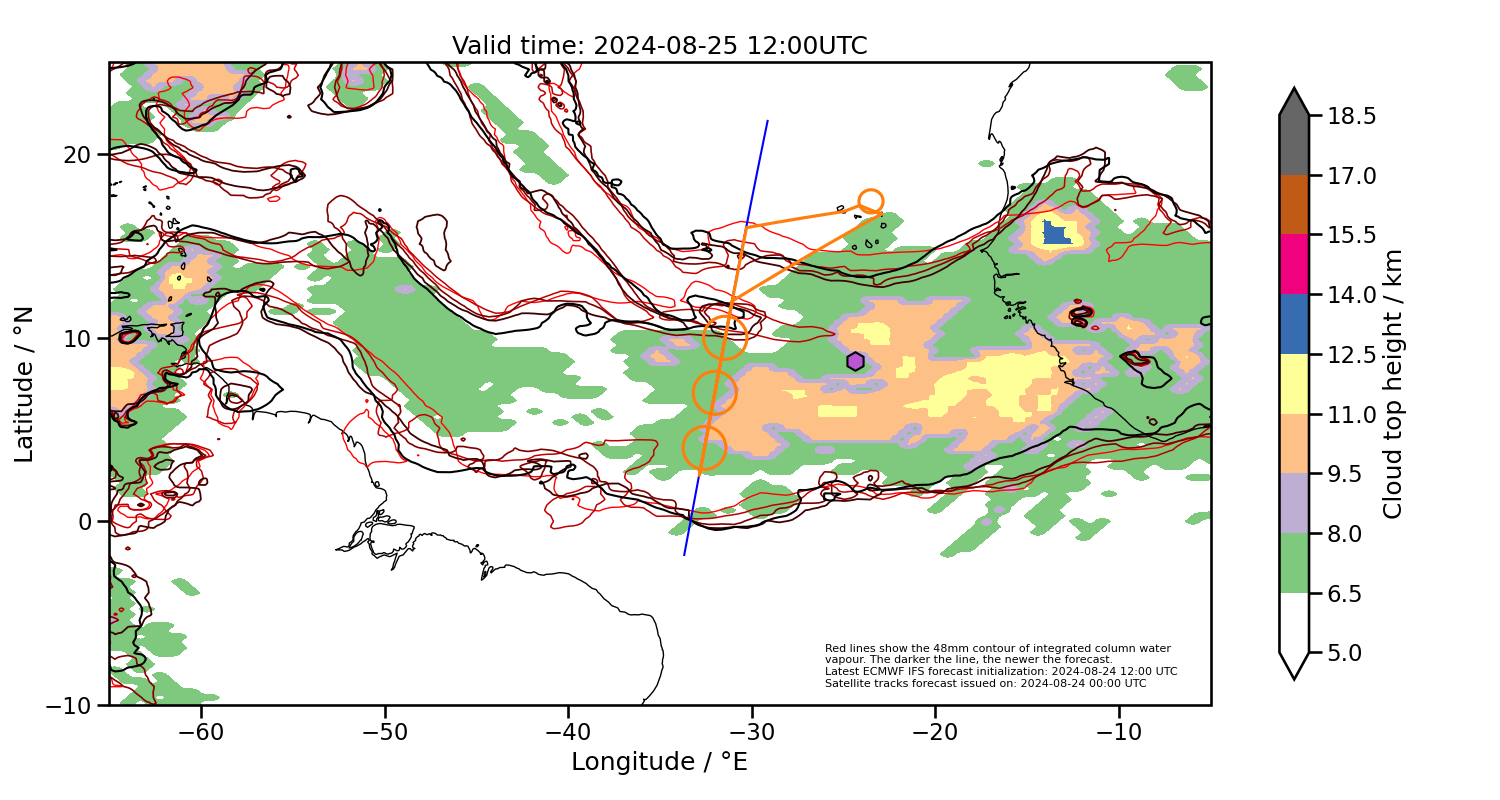 Valid time: 2024-08-25 12:00UTC
20
10
0
−10
Latitude / °N
−60
−50
−40
−30
−20
−10
Longitude / °E
Red lines show the 48mm contour of integrated column water
vapour. The darker the line, the newer the forecast.
Latest ECMWF IFS forecast initialization: 2024-08-24 12:00 UTC
Satellite tracks forecast issued on: 2024-08-24 00:00 UTC
18.5
17.0
15.5
14.0
12.5
11.0
9.5
8.0
6.5
5.0
Cloud top height / km